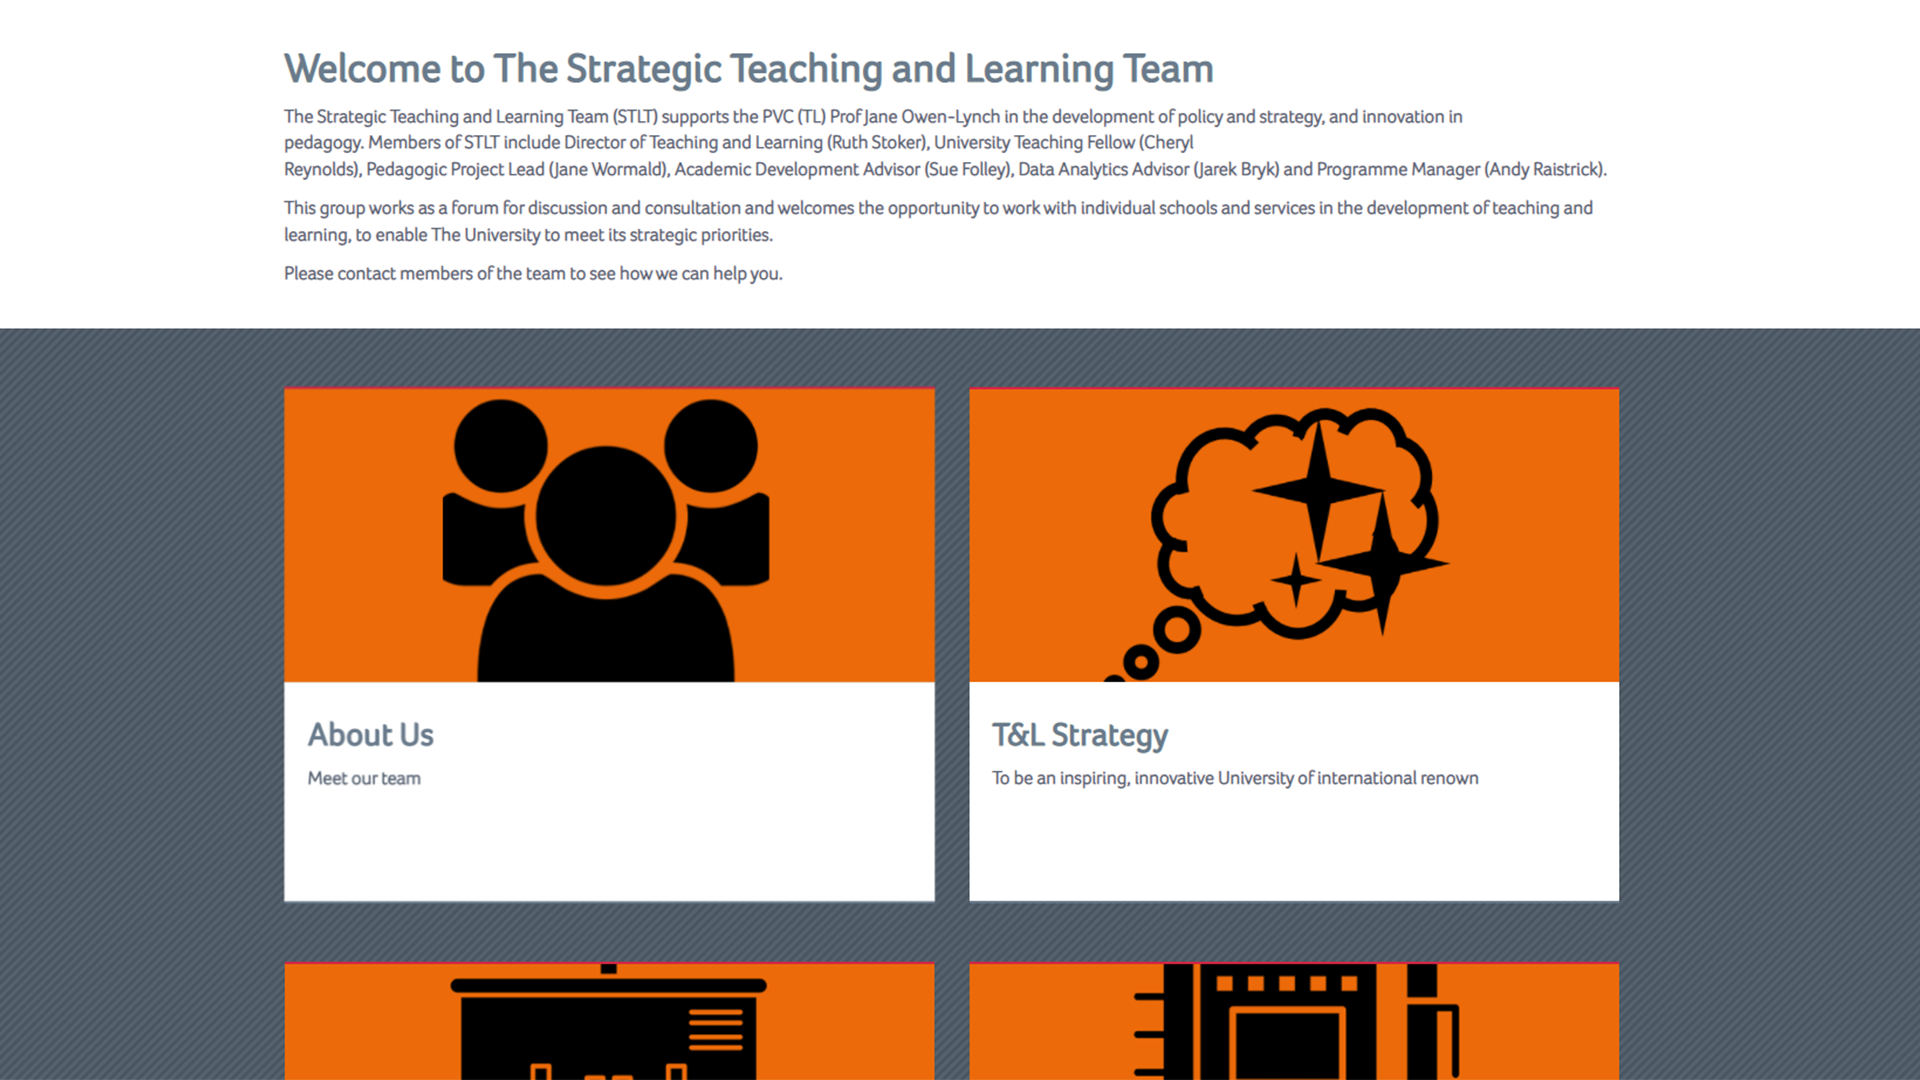 Welcome to The Strategic Teaching and Learning Team
The Strategic Teaching and Learning Team (STLT) supports the PVC (TL) Prof Jane Owen-Lynch in the development of policy and strategy, and innovation in
pedagogy. Members of STLT include Director of Teaching and Learning (Ruth Stoker), University Teaching Fellow (Cheryl
Reynolds), Pedagogic Project Lead (Jane Wormald), Academic Development Advisor (Sue Folley), Data Analytics Advisor (Jarek Bryk) and Programme Manager (Andy Raistrick).
This group works as a forum for discussion and consultation and welcomes the opportunity to work with individual schools and services in the development of teaching and
learning, to enable The University to meet its strategic priorities.
Please contact members of the team to see how we can help you.
About Us
Meet our team
T&L Strategy
To be an inspiring, innovative University of international renown